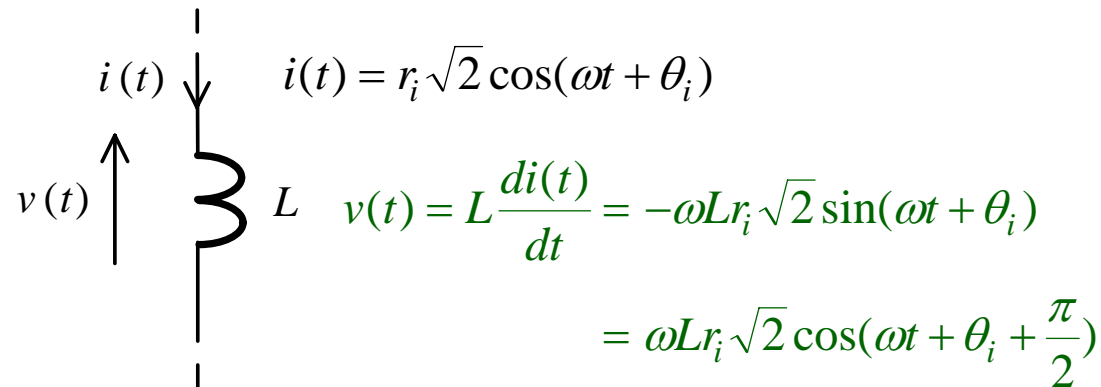 i(t) i(t) = r_i√2 cos(ωt + θ_i)
v(t) L v(t) = L di(t)/dt = −ωLr_i√2 sin(ωt + θ_i)
= ωLr_i√2 cos(ωt + θ_i + π/2)